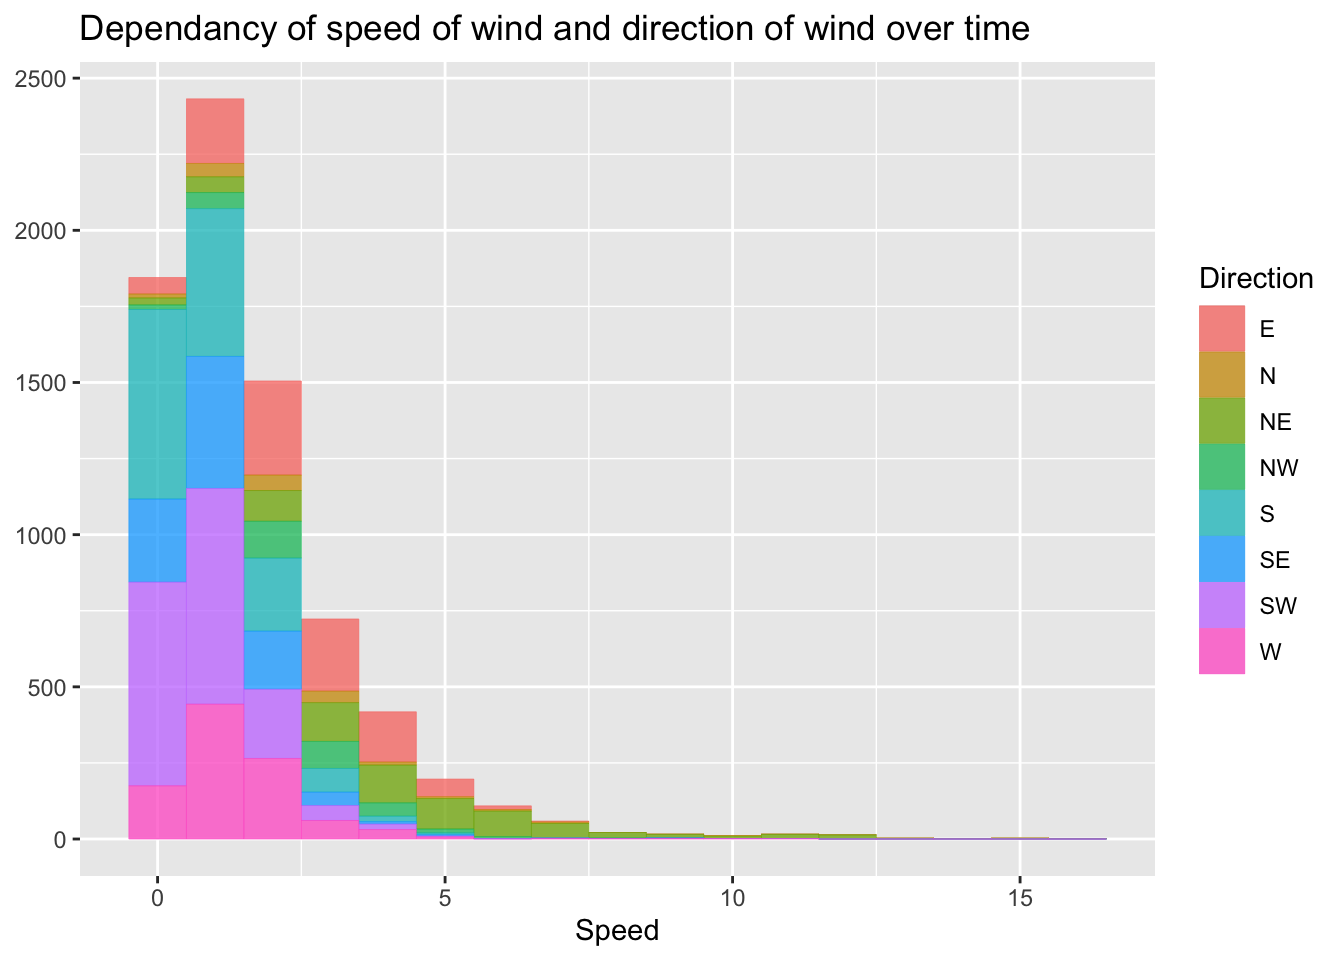 Dependancy of speed of wind and direction of wind over time
2500
2000
1500
1000
500
0
0 5 10 15
Speed
Direction
E
N
NE
NW
S
SE
SW
W